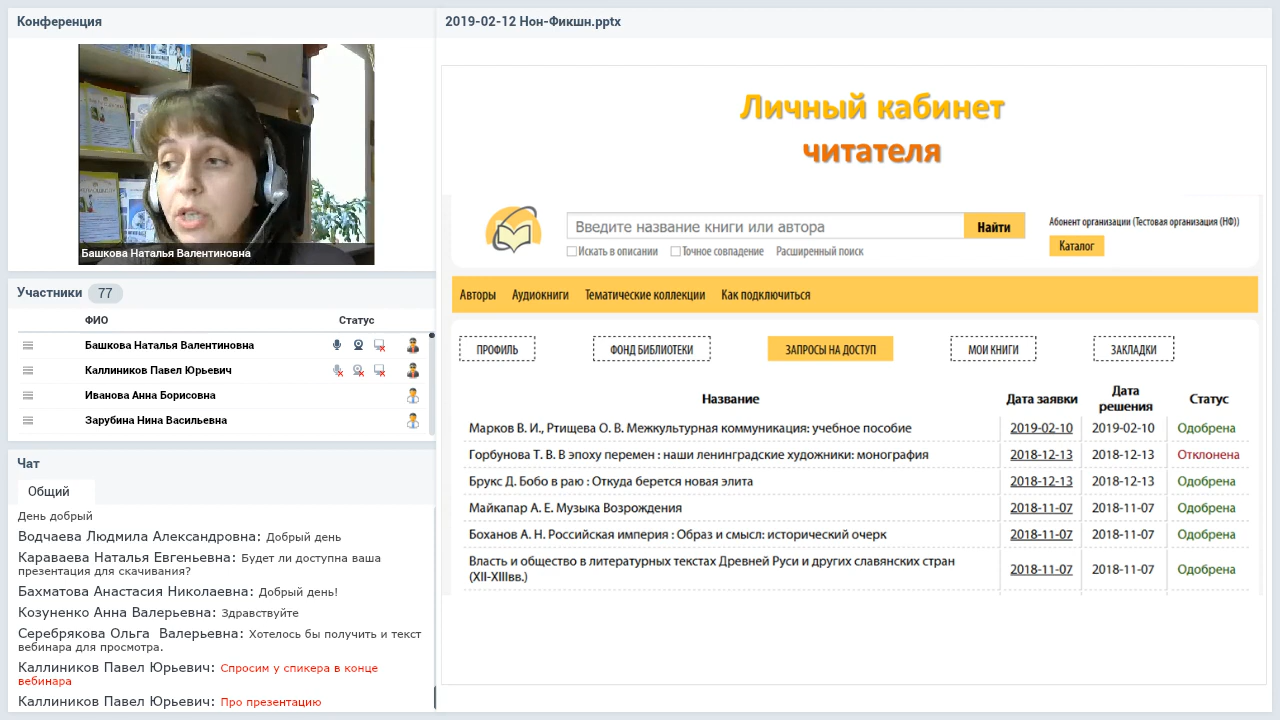 Конференция
Башкова Наталья Валентиновна
Участники 77
ФИО Статус
Башкова Наталья Валентиновна
Каллиников Павел Юрьевич
Иванова Анна Борисовна
Зарубина Нина Васильевна
Чат
Общий
День добрый
Водчаева Людмила Александровна: Добрый день
Караваева Наталья Евгеньевна: Будет ли доступна ваша
презентация для скачивания?
Бахматова Анастасия Николаевна: Добрый день!
Козуненко Анна Валерьевна: Здравствуйте
Серебрякова Ольга Валерьевна: Хотелось бы получить и текст
вебинара для просмотра.
Каллиников Павел Юрьевич: Спросим у спикера в конце
вебинара
Каллиников Павел Юрьевич: Про презентацию
2019-02-12 Нон-Фикшн.pptx
Личный кабинет
читателя
Введите название книги или автора Найти
Искать в описании Точное совпадение Расширенный поиск
Абонент организации (Тестовая организация (НФ))
Каталог
Авторы Аудиокниги Тематические коллекции Как подключиться
ПРОФИЛЬ ФОНД БИБЛИОТЕКИ ЗАПРОСЫ НА ДОСТУП МОИ КНИГИ ЗАКЛАДКИ
Название Дата заявки Дата решения Статус
Марков В. И., Ртищева О. В. Межкультурная коммуникация: учебное пособие 2019-02-10 2019-02-10 Одобрена
Горбунова Т. В. В эпоху перемен : наши ленинградские художники: монография 2018-12-13 2018-12-13 Отклонена
Брукс Д. Бобо в раю : Откуда берется новая элита 2018-12-13 2018-12-13 Одобрена
Майкапар А. Е. Музыка Возрождения 2018-11-07 2018-11-07 Одобрена
Боханов А. Н. Российская империя : Образ и смысл: исторический очерк 2018-11-07 2018-11-07 Одобрена
Власть и общество в литературных текстах Древней Руси и других славянских стран
(XII-XIIIвв.) 2018-11-07 2018-11-07 Одобрена